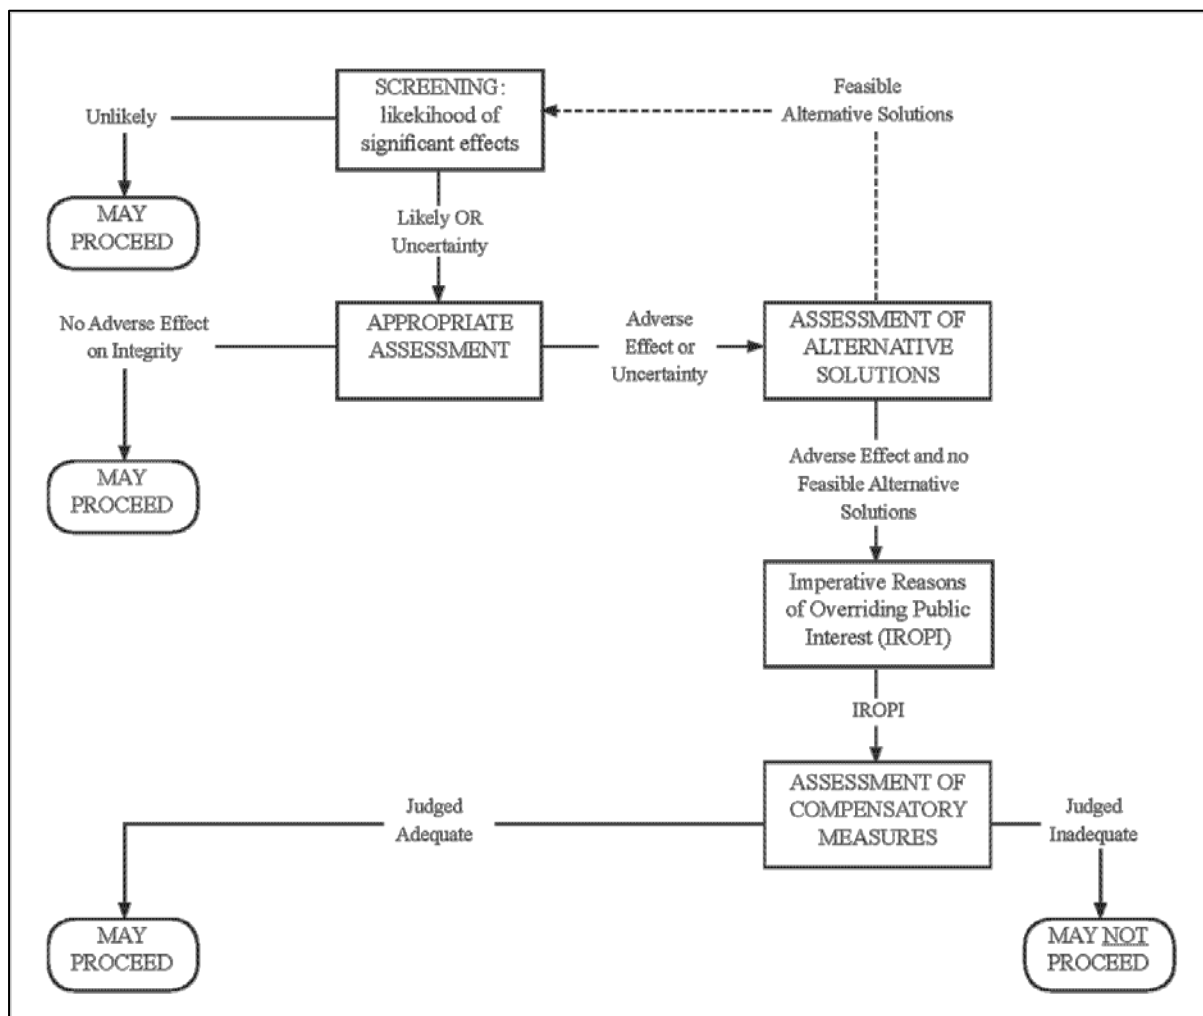 SCREENING:
likekihood of
significant effects
Feasible
Alternative Solutions
Unlikely
MAY
PROCEED
Likely OR
Uncertainty
No Adverse Effect
on Integrity
APPROPRIATE
ASSESSMENT
Adverse
Effect or
Uncertainty
ASSESSMENT OF
ALTERNATIVE
SOLUTIONS
MAY
PROCEED
Adverse Effect and no
Feasible Alternative
Solutions
Imperative Reasons
of Overriding Public
Interest (IROPI)
IROPI
ASSESSMENT OF
COMPENSATORY
MEASURES
Judged
Adequate
Judged
Inadequate
MAY
PROCEED
MAY NOT
PROCEED